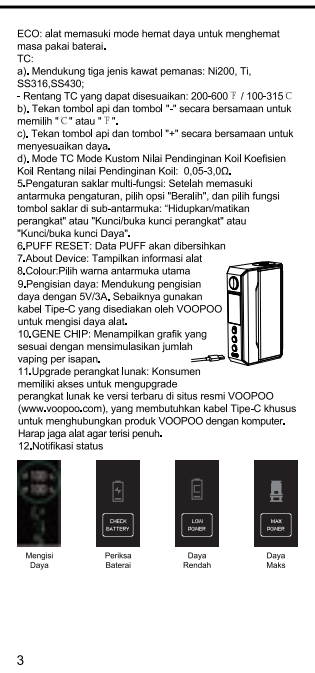 ECO: alat memasuki mode hemat daya untuk menghemat
masa pakai baterai.
TC:
a). Mendukung tiga jenis kawat pemanas: Ni200, Ti,
SS316,SS430;
- Rentang TC yang dapat disesuaikan: 200-600℉ / 100-315℃
b). Tekan tombol api dan tombol "-" secara bersamaan untuk
memilih "℃" atau "℉".
c). Tekan tombol api dan tombol "+" secara bersamaan untuk
menyesuaikan daya.
d). Mode TC Mode Kustom Nilai Pendinginan Koil Koefisien
Koil Rentang nilai Pendinginan Koil: 0,05-3,0Ω.
5.Pengaturan saklar multi-fungsi: Setelah memasuki
antarmuka pengaturan, pilih opsi "Beralih", dan pilih fungsi
tombol saklar di sub-antarmuka: "Hidupkan/matikan
perangkat" atau "Kunci/buka kunci perangkat" atau
"Kunci/buka kunci Daya".
6.PUFF RESET: Data PUFF akan dibersihkan
7.About Device: Tampilkan informasi alat
8.Colour:Pilih warna antarmuka utama
9.Pengisian daya: Mendukung pengisian
daya dengan 5V/3A. Sebaiknya gunakan
kabel Tipe-C yang disediakan oleh VOOPOO
untuk mengisi daya alat.
10.GENE CHIP: Menampilkan grafik yang
sesuai dengan mensimulasikan jumlah
vaping per isapan.
11.Upgrade perangkat lunak: Konsumen
memiliki akses untuk mengupgrade
perangkat lunak ke versi terbaru di situs resmi VOOPOO
(www.voopoo.com), yang membutuhkan kabel Tipe-C khusus
untuk menghubungkan produk VOOPOO dengan komputer.
Harap jaga alat agar terisi penuh.
12.Notifikasi status
CHECK
BATTERY
LOW
POWER
MAX
POWER
Mengisi
Daya
Periksa
Baterai
Daya
Rendah
Daya
Maks
3